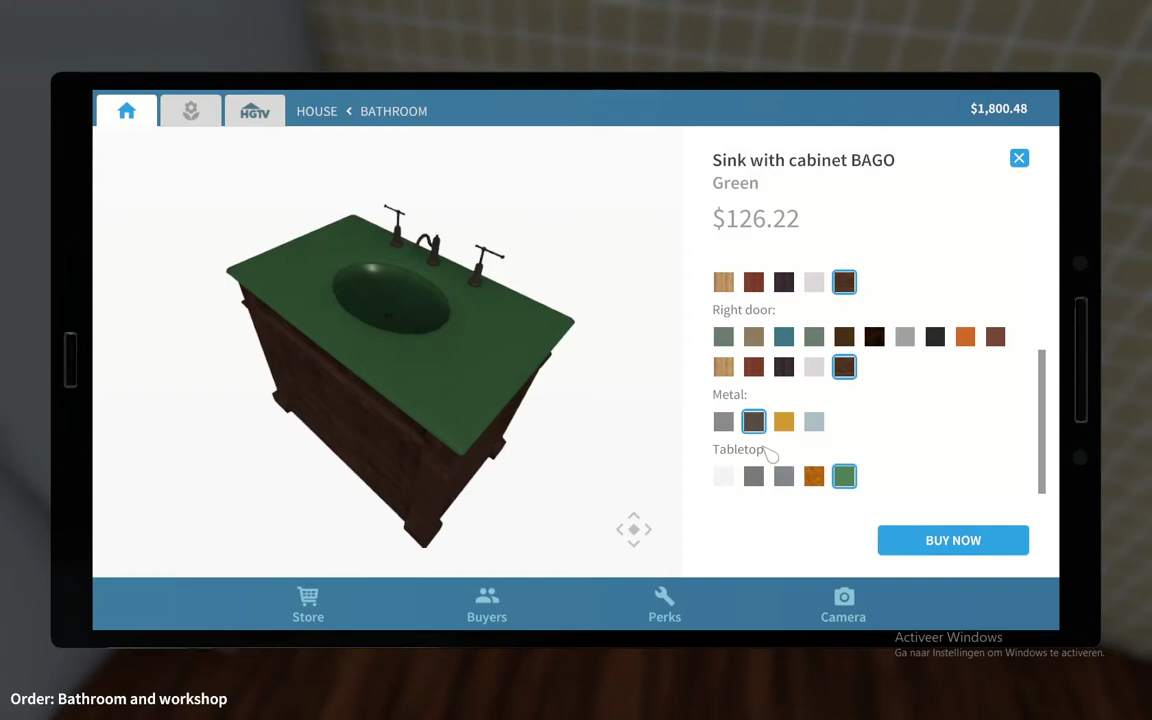 HGTV
HOUSE < BATHROOM
$1,800.48
Sink with cabinet BAGO
Green
$126.22
Right door:
Metal:
Tabletop
BUY NOW
Store
Buyers
Perks
Camera
Activeer Windows
Ga naar Instellingen om Windows te activeren.
Order: Bathroom and workshop